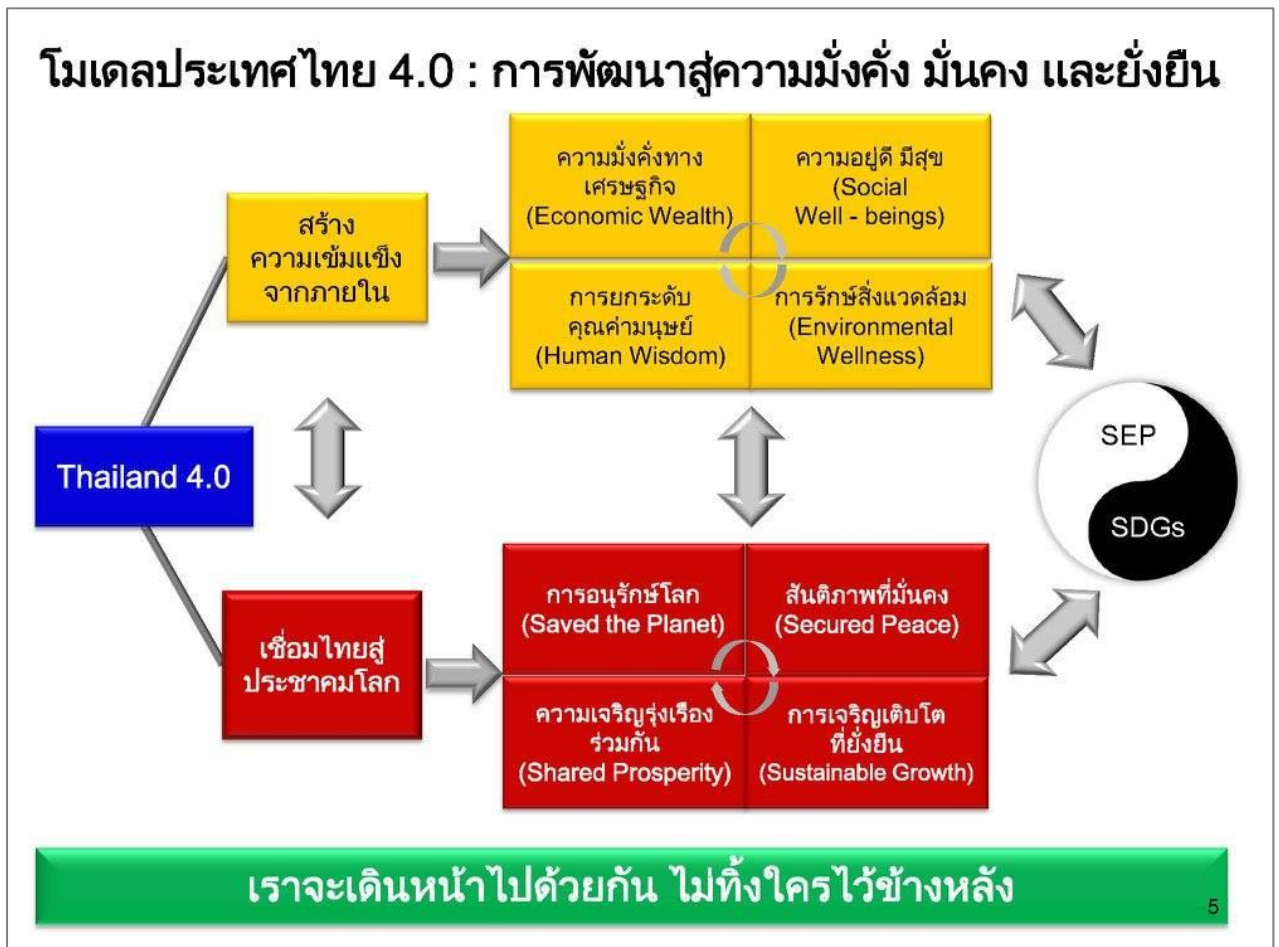 โมเดลประเทศไทย 4.0 : การพัฒนาสู่ความมั่งคั่ง มั่นคง และยั่งยืน
ความมั่งคั่งทาง
เศรษฐกิจ
(Economic Wealth)
ความอยู่ดี มีสุข
(Social
Well - beings)
สร้าง
ความเข้มแข็ง
จากภายใน
การยกระดับ
คุณค่ามนุษย์
(Human Wisdom)
การรักษ์สิ่งแวดล้อม
(Environmental
Wellness)
Thailand 4.0
SEP
SDGs
เชื่อมไทยสู่
ประชาคมโลก
การอนุรักษ์โลก
(Saved the Planet)
สันติภาพที่มั่นคง
(Secured Peace)
ความเจริญรุ่งเรือง
ร่วมกัน
(Shared Prosperity)
การเจริญเติบโต
ที่ยั่งยืน
(Sustainable Growth)
เราจะเดินหน้าไปด้วยกัน ไม่ทิ้งใครไว้ข้างหลัง
5